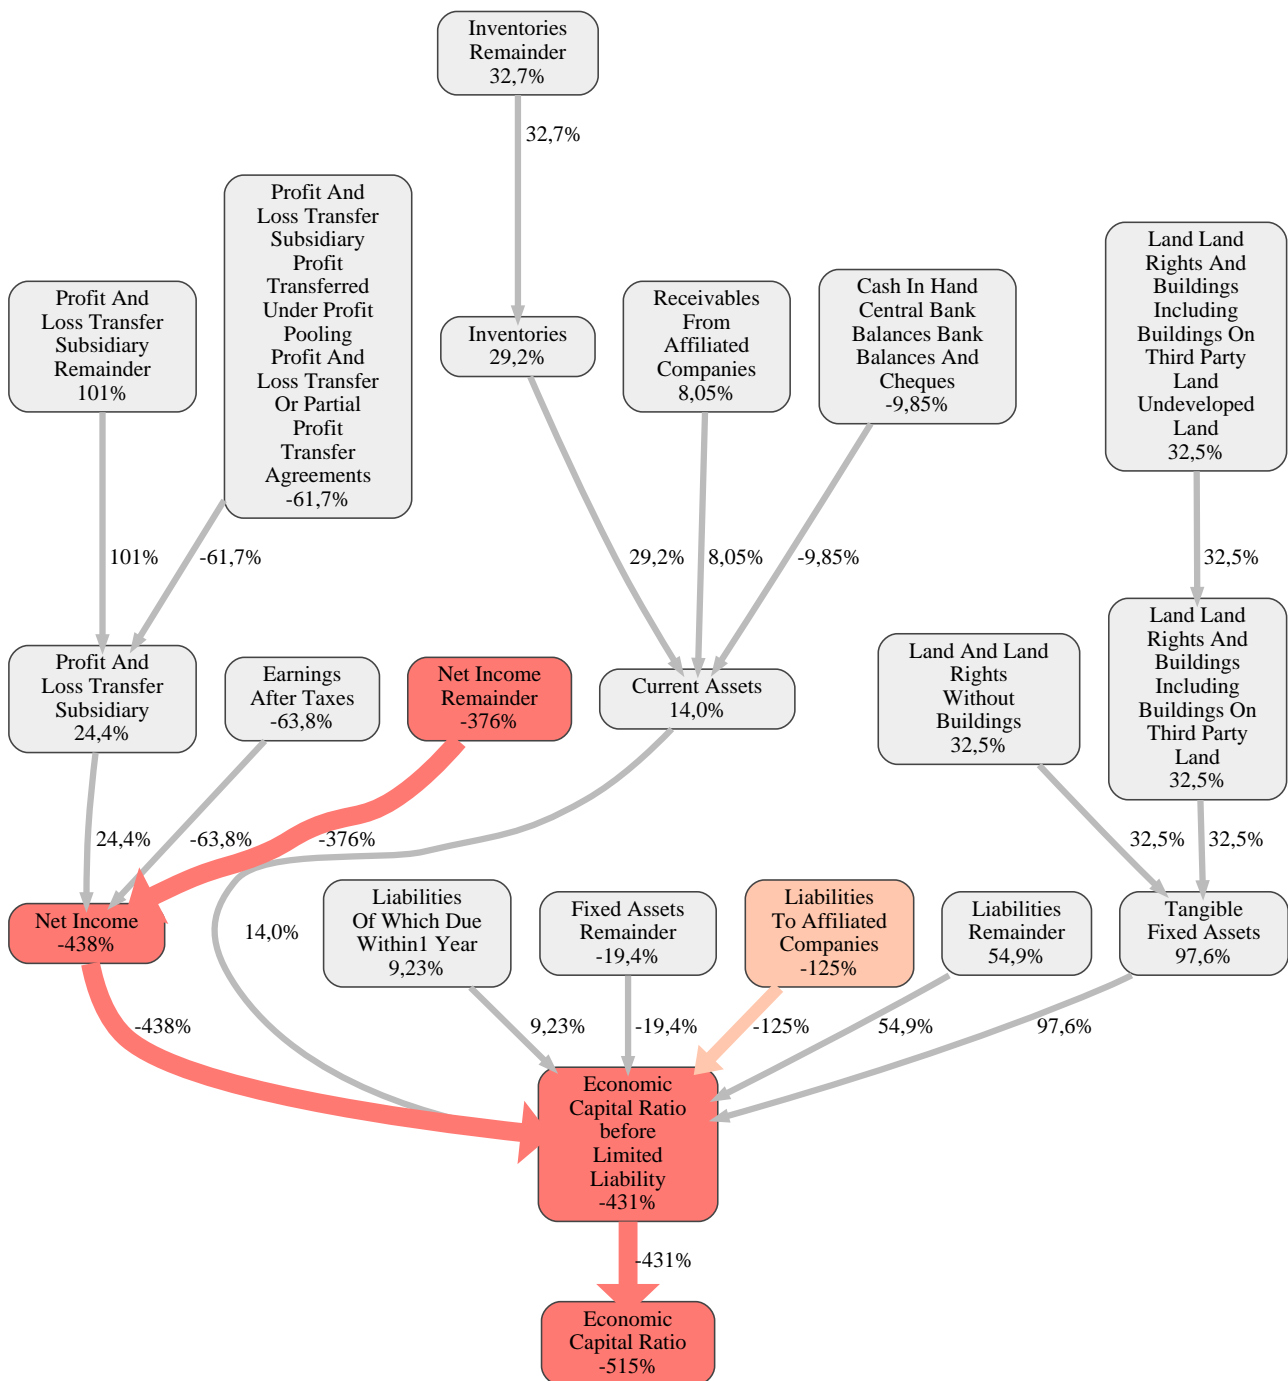 Inventories
Remainder
32,7%
32,7%
Profit And
Loss Transfer
Subsidiary
Profit
Transferred
Under Profit
Pooling
Profit And
Loss Transfer
Or Partial
Profit
Transfer
Agreements
-61,7%
Land Land
Rights And
Buildings
Including
Buildings On
Third Party
Land
Undeveloped
Land
32,5%
Profit And
Loss Transfer
Subsidiary
Remainder
101%
Inventories
29,2%
Receivables
From
Affiliated
Companies
8,05%
Cash In Hand
Central Bank
Balances Bank
Balances And
Cheques
-9,85%
101%
-61,7%
29,2%
8,05%
-9,85%
32,5%
Profit And
Loss Transfer
Subsidiary
24,4%
Earnings
After Taxes
-63,8%
Net Income
Remainder
-376%
Current Assets
14,0%
Land And Land
Rights
Without
Buildings
32,5%
Land Land
Rights And
Buildings
Including
Buildings On
Third Party
Land
32,5%
24,4%
-63,8%
-376%
32,5%
32,5%
Net Income
-438%
14,0%
Liabilities
Of Which Due
Within1 Year
9,23%
Fixed Assets
Remainder
-19,4%
Liabilities
To Affiliated
Companies
-125%
Liabilities
Remainder
54,9%
Tangible
Fixed Assets
97,6%
-438%
9,23%
-19,4%
-125%
54,9%
97,6%
Economic
Capital Ratio
before
Limited
Liability
-431%
-431%
Economic
Capital Ratio
-515%